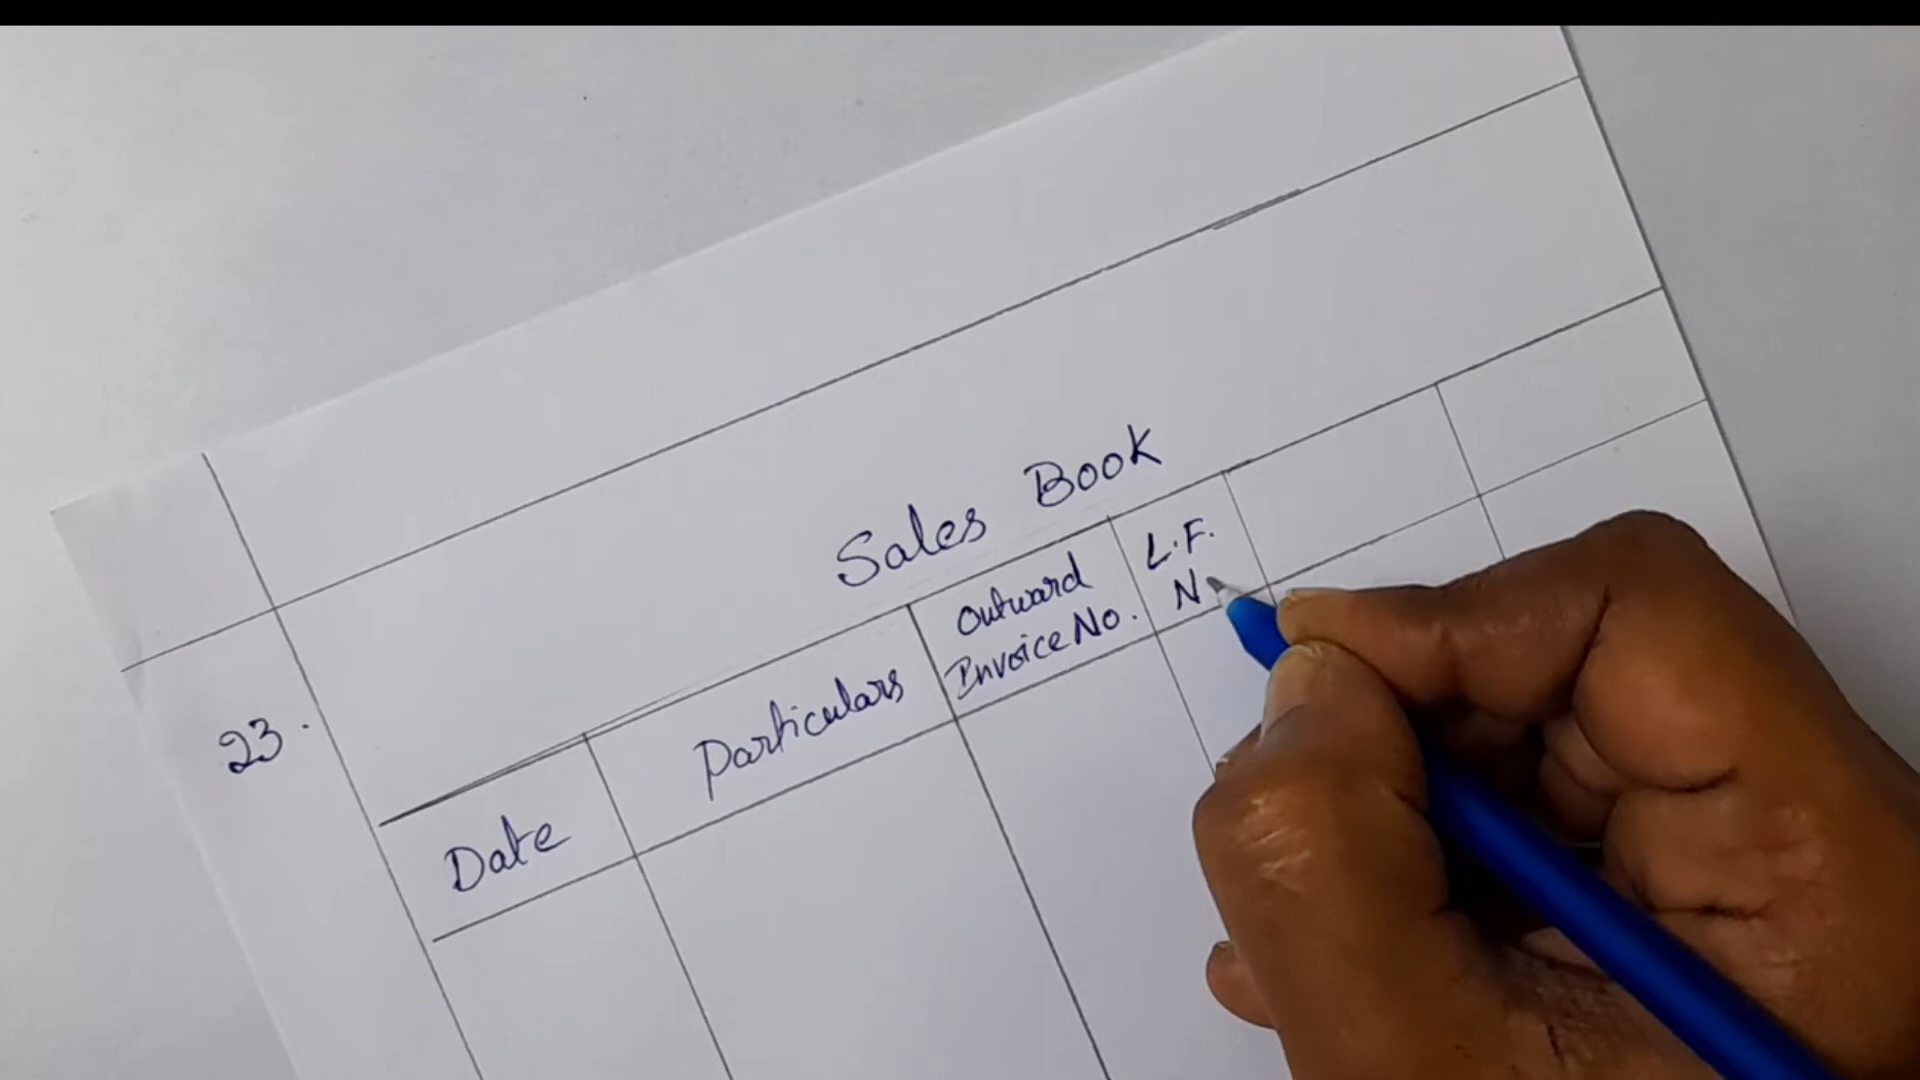 Sales Book
23.
Date
Particulars
Outward
Invoice No.
L.F.
N